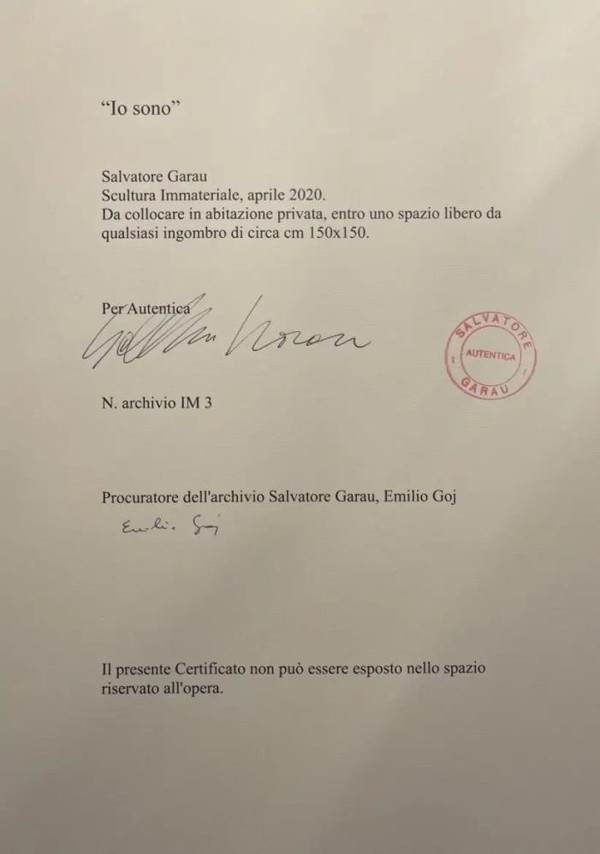 “Io sono”
Salvatore Garau
Scultura Immateriale, aprile 2020.
Da collocare in abitazione privata, entro uno spazio libero da
qualsiasi ingombro di circa cm 150x150.
Per Autentica
SALVATORE
AUTENTICA
GARAU
N. archivio IM 3
Procuratore dell'archivio Salvatore Garau, Emilio Goj
Emilio Goj
Il presente Certificato non può essere esposto nello spazio
riservato all'opera.